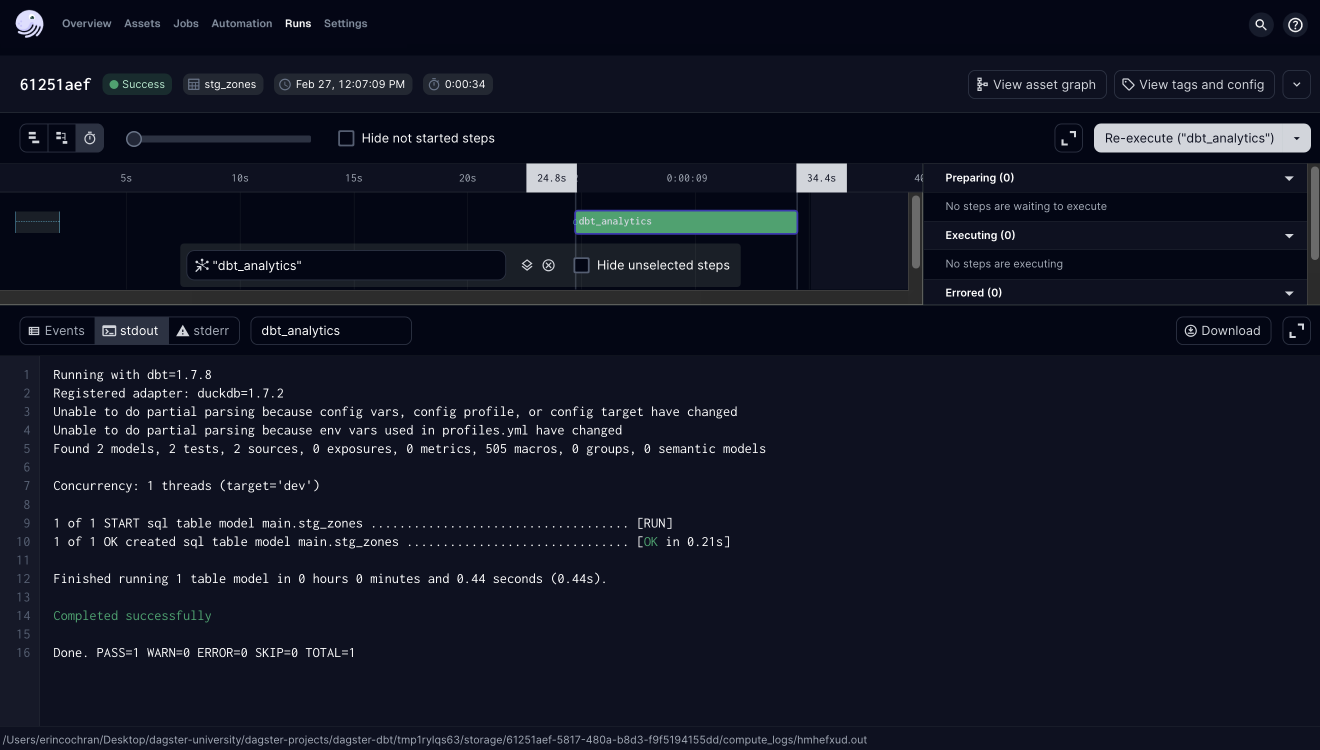 Overview Assets Jobs Automation Runs Settings
61251aef Success stg_zones Feb 27, 12:07:09 PM 0:00:34 View asset graph View tags and config
Hide not started steps Re-execute ("dbt_analytics")
5s 10s 15s 20s 24.8s 0:00:09 34.4s 40
Preparing (0)
No steps are waiting to execute
dbt_analytics
Executing (0)
"dbt_analytics" Hide unselected steps
No steps are executing
Errored (0)
Events stdout stderr dbt_analytics Download
1 Running with dbt=1.7.8
2 Registered adapter: duckdb=1.7.2
3 Unable to do partial parsing because config vars, config profile, or config target have changed
4 Unable to do partial parsing because env vars used in profiles.yml have changed
5 Found 2 models, 2 tests, 2 sources, 0 exposures, 0 metrics, 505 macros, 0 groups, 0 semantic models
6
7 Concurrency: 1 threads (target='dev')
8
9 1 of 1 START sql table model main.stg_zones .................................... [RUN]
10 1 of 1 OK created sql table model main.stg_zones ............................... [OK in 0.21s]
11
12 Finished running 1 table model in 0 hours 0 minutes and 0.44 seconds (0.44s).
13
14 Completed successfully
15
16 Done. PASS=1 WARN=0 ERROR=0 SKIP=0 TOTAL=1
/Users/erincochran/Desktop/dagster-university/dagster-projects/dagster-dbt/tmp1rylqs63/storage/61251aef-5817-480a-b8d3-f9f5194155dd/compute_logs/hmhefxud.out